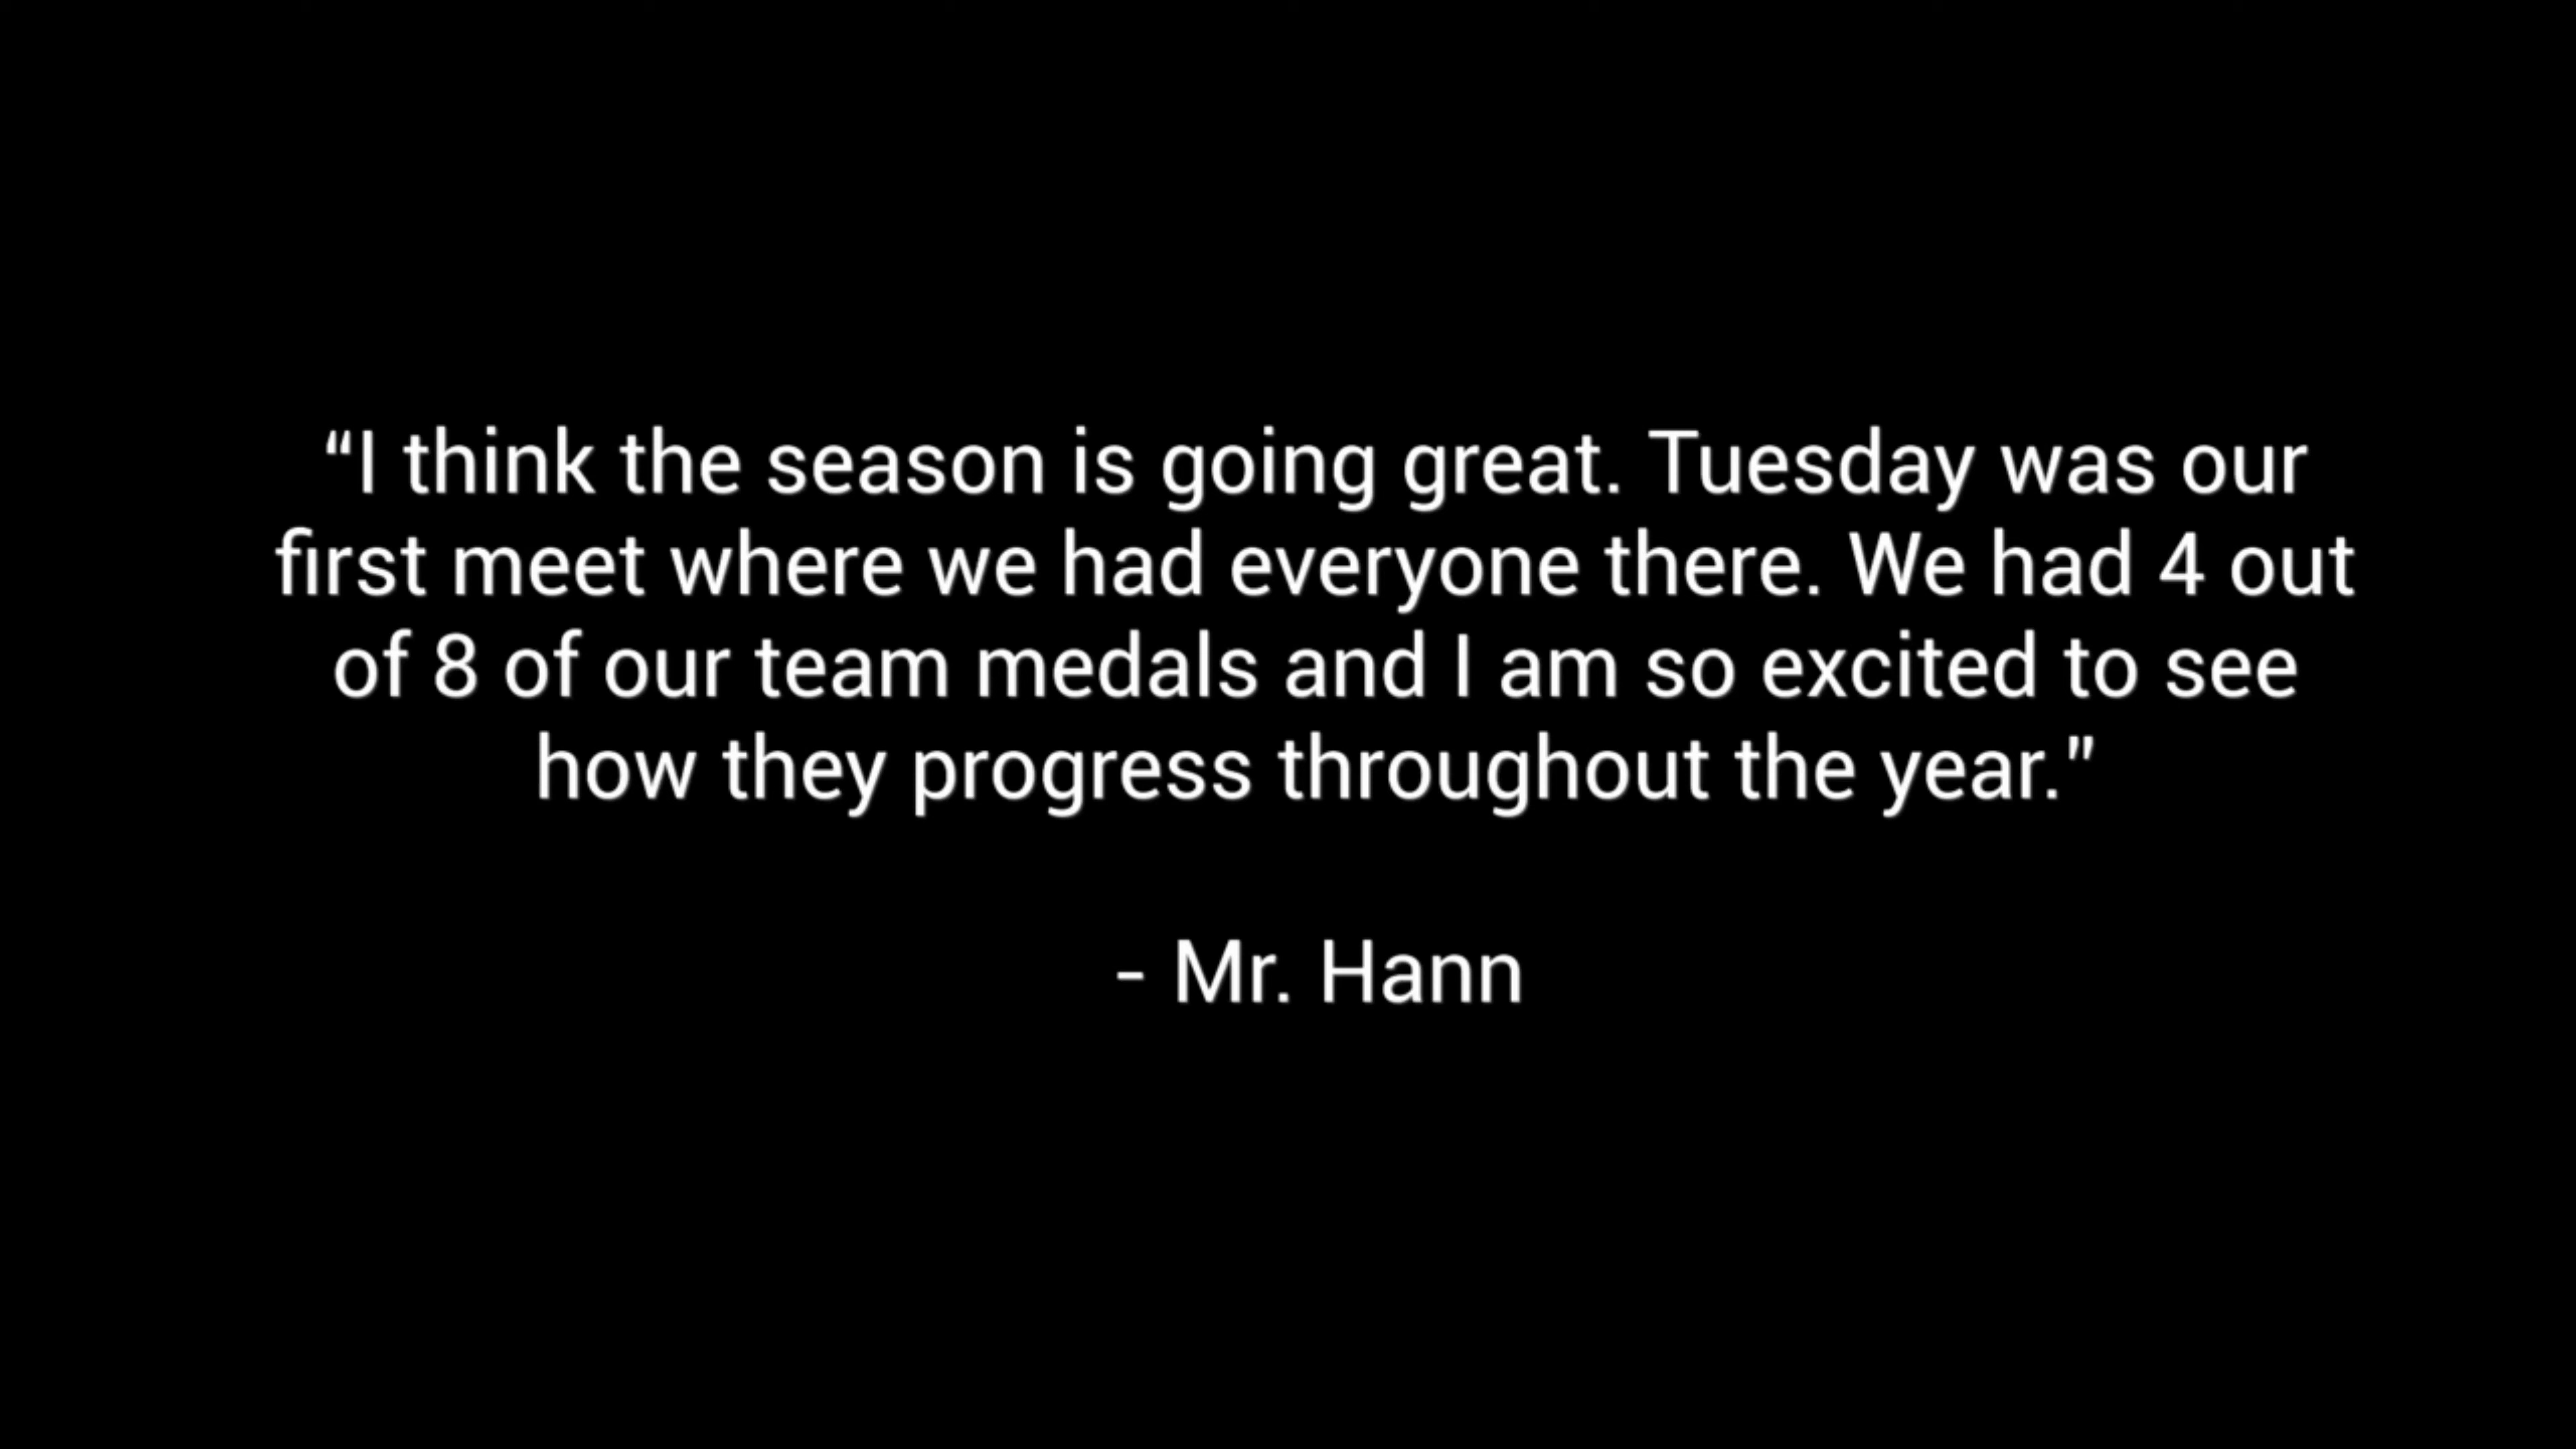 “I think the season is going great. Tuesday was our
first meet where we had everyone there. We had 4 out
of 8 of our team medals and I am so excited to see
how they progress throughout the year.”
- Mr. Hann